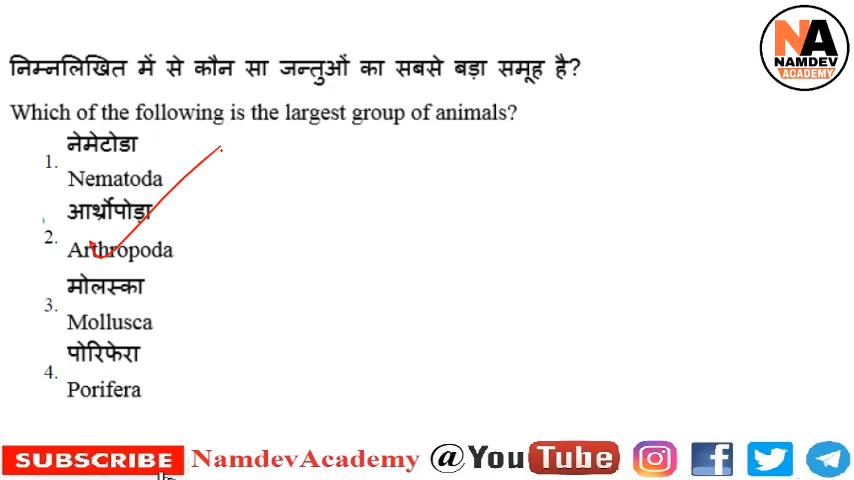 NA
NAMDEV
ACADEMY
निम्नलिखित में से कौन सा जन्तुओं का सबसे बड़ा समूह है?
Which of the following is the largest group of animals?
नेमेटोडा
1.
Nematoda
आर्थ्रोपोड़ा
2.
Arthropoda
मोलस्का
3.
Mollusca
पोरिफेरा
4.
Porifera
SUBSCRIBE NamdevAcademy @YouTube